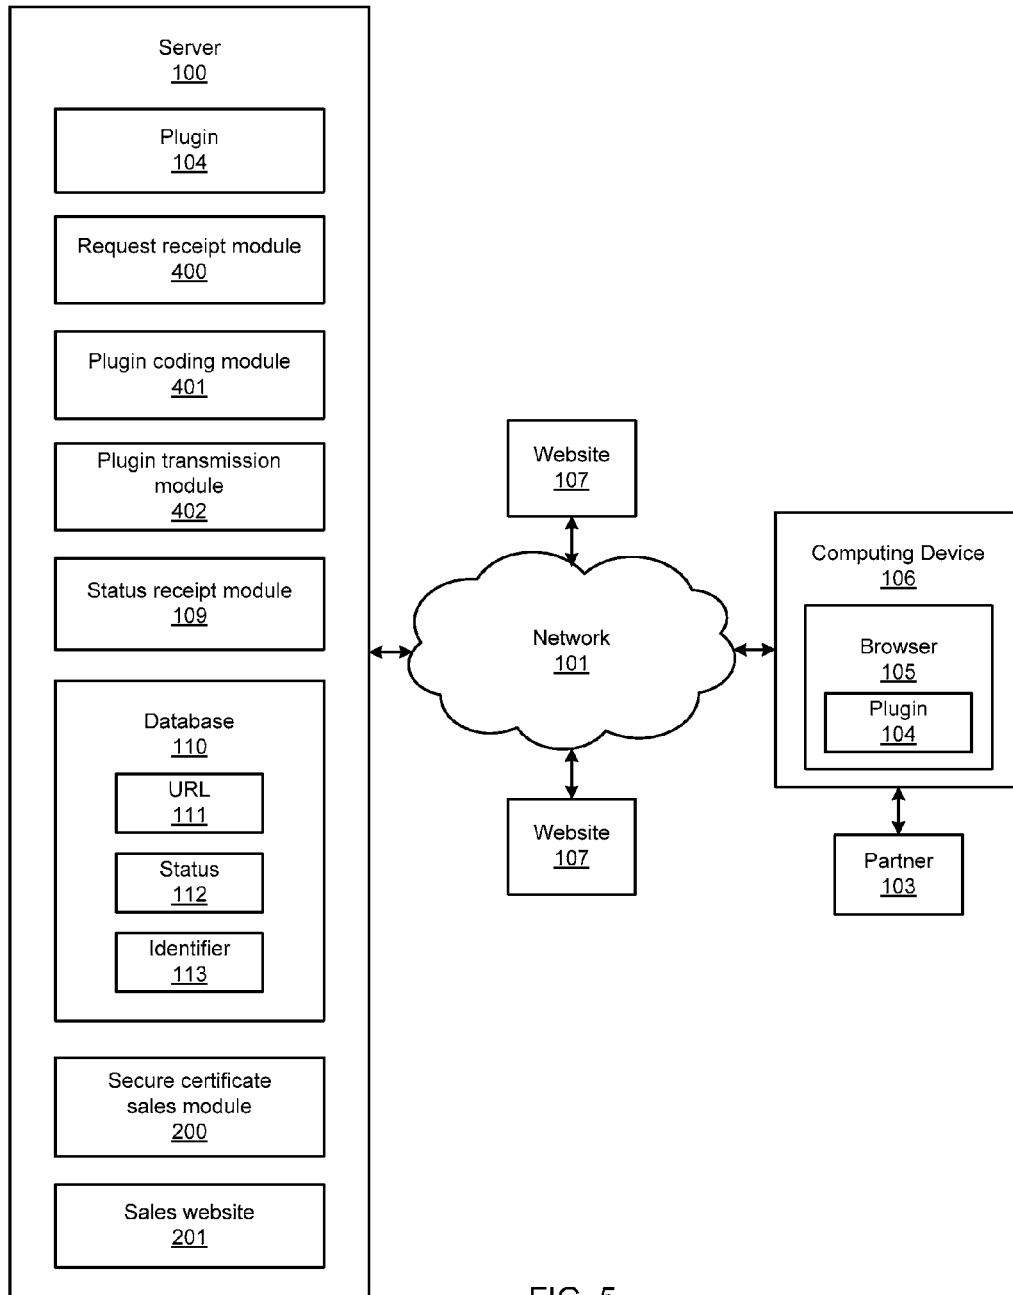 Server
100
Plugin
104
Request receipt module
400
Plugin coding module
401
Plugin transmission
module
402
Status receipt module
109
Database
110
URL
111
Status
112
Identifier
113
Secure certificate
sales module
200
Sales website
201
Website
107
Network
101
Website
107
Computing Device
106
Browser
105
Plugin
104
Partner
103
FIG. 5